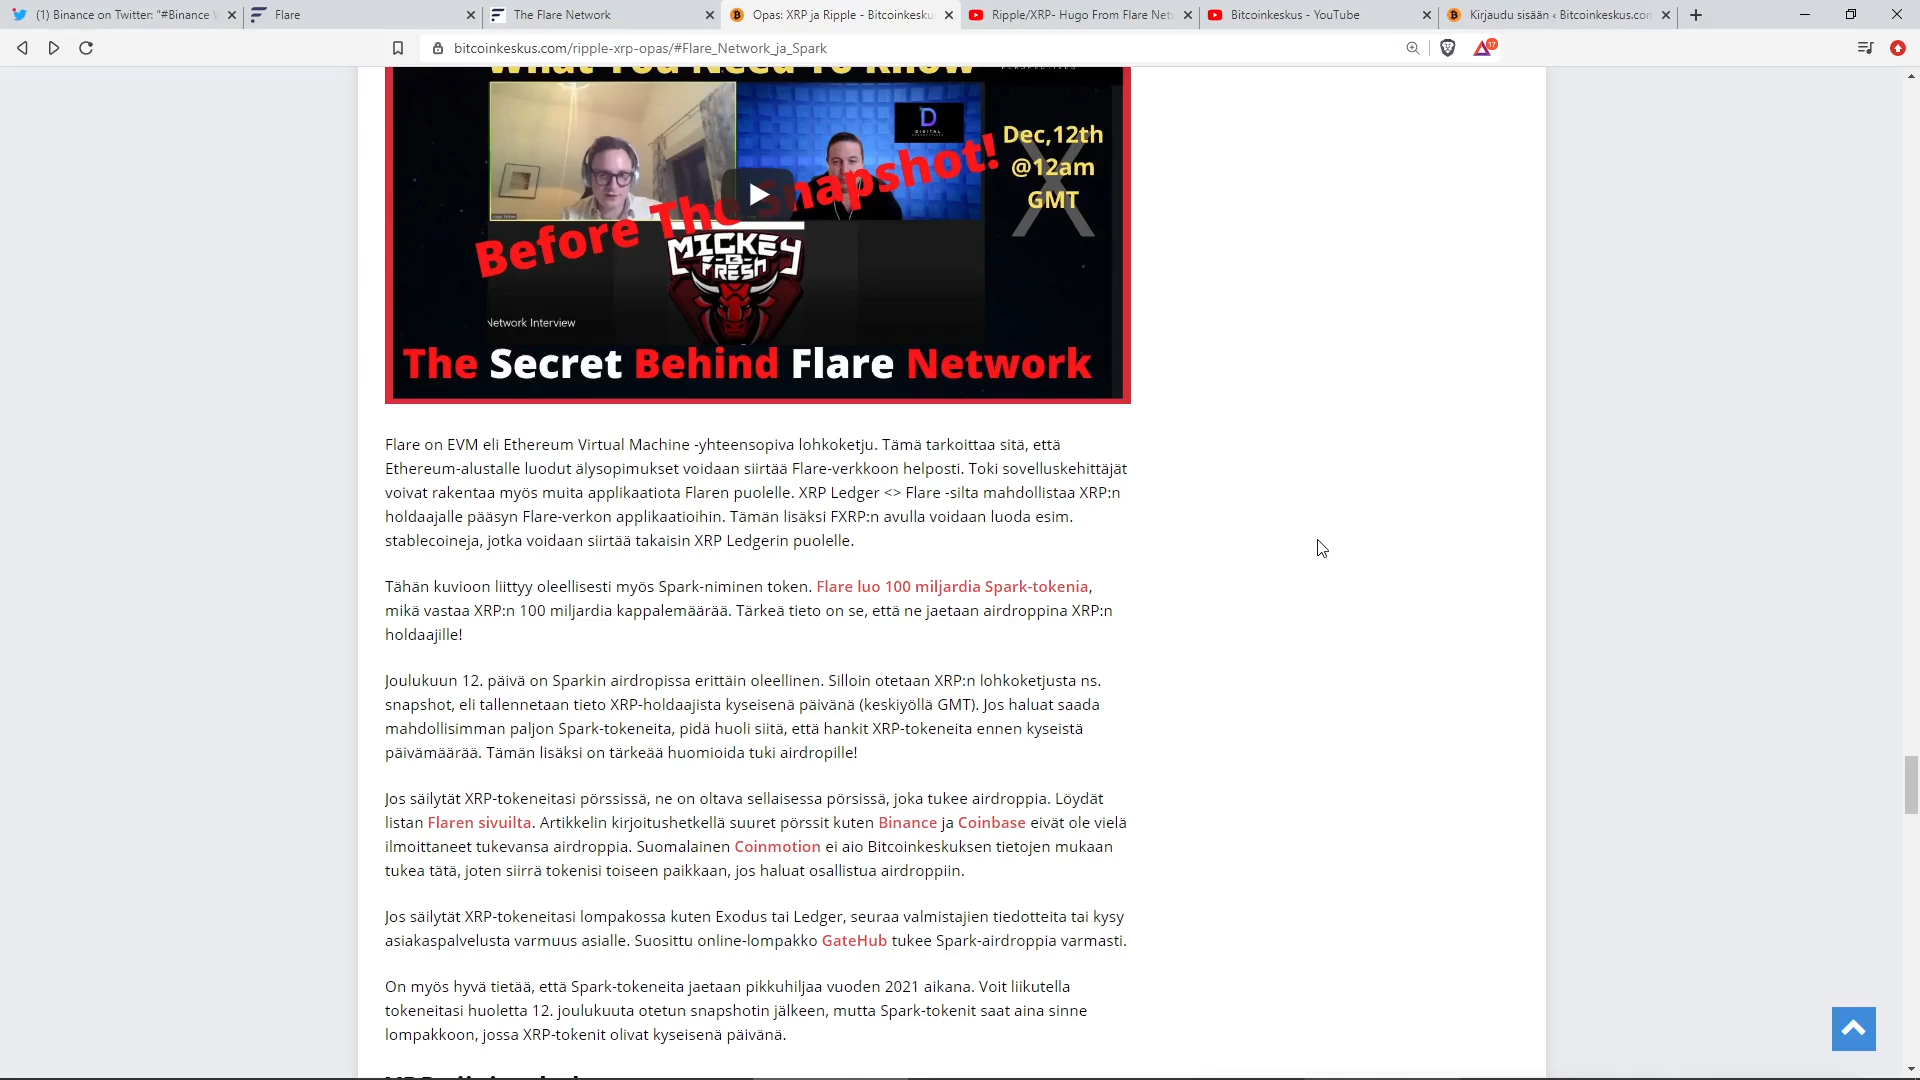 (1) Binance on Twitter: "#Binance
Flare
The Flare Network
Opas: XRP ja Ripple - Bitcoinkesku
Ripple/XRP- Hugo From Flare Net
Bitcoinkeskus - YouTube
Kirjaudu sisään ‹ Bitcoinkeskus.com
bitcoinkeskus.com/ripple-xrp-opas/#Flare_Network_ja_Spark
17
What You Need To Know
D
DIGITAL
Dec,12th
@12am
GMT
Before The Snapshot!
MICKEY
B
FRESH
Network Interview
The Secret Behind Flare Network
Flare on EVM eli Ethereum Virtual Machine -yhteensopiva lohkoketju. Tämä tarkoittaa sitä, että
Ethereum-alustalle luodut älysopimukset voidaan siirtää Flare-verkkoon helposti. Toki sovelluskehittäjät
voivat rakentaa myös muita applikaatiota Flaren puolelle. XRP Ledger <> Flare -silta mahdollistaa XRP:n
holdaajalle pääsyn Flare-verkon applikaatioihin. Tämän lisäksi FXRP:n avulla voidaan luoda esim.
stablecoineja, jotka voidaan siirtää takaisin XRP Ledgerin puolelle.
Tähän kuvioon liittyy oleellisesti myös Spark-niminen token. Flare luo 100 miljardia Spark-tokenia,
mikä vastaa XRP:n 100 miljardia kappalemäärää. Tärkeä tieto on se, että ne jaetaan airdroppina XRP:n
holdaajille!
Joulukuun 12. päivä on Sparkin airdropissa erittäin oleellinen. Silloin otetaan XRP:n lohkoketjusta ns.
snapshot, eli tallennetaan tieto XRP-holdaajista kyseisenä päivänä (keskiyöllä GMT). Jos haluat saada
mahdollisimman paljon Spark-tokeneita, pidä huoli siitä, että hankit XRP-tokeneita ennen kyseistä
päivämäärää. Tämän lisäksi on tärkeää huomioida tuki airdropille!
Jos säilytät XRP-tokeneitasi pörssissä, ne on oltava sellaisessa pörsissä, joka tukee airdroppia. Löydät
listan Flaren sivuilta. Artikkelin kirjoitushetkellä suuret pörssit kuten Binance ja Coinbase eivät ole vielä
ilmoittaneet tukevansa airdroppia. Suomalainen Coinmotion ei aio Bitcoinkeskuksen tietojen mukaan
tukea tätä, joten siirrä tokenisi toiseen paikkaan, jos haluat osallistua airdroppiin.
Jos säilytät XRP-tokeneitasi lompakossa kuten Exodus tai Ledger, seuraa valmistajien tiedotteita tai kysy
asiakaspalvelusta varmuus asialle. Suosittu online-lompakko GateHub tukee Spark-airdroppia varmasti.
On myös hyvä tietää, että Spark-tokeneita jaetaan pikkuhiljaa vuoden 2021 aikana. Voit liikutella
tokeneitasi huoletta 12. joulukuuta otetun snapshotin jälkeen, mutta Spark-tokenit saat aina sinne
lompakkoon, jossa XRP-tokenit olivat kyseisenä päivänä.